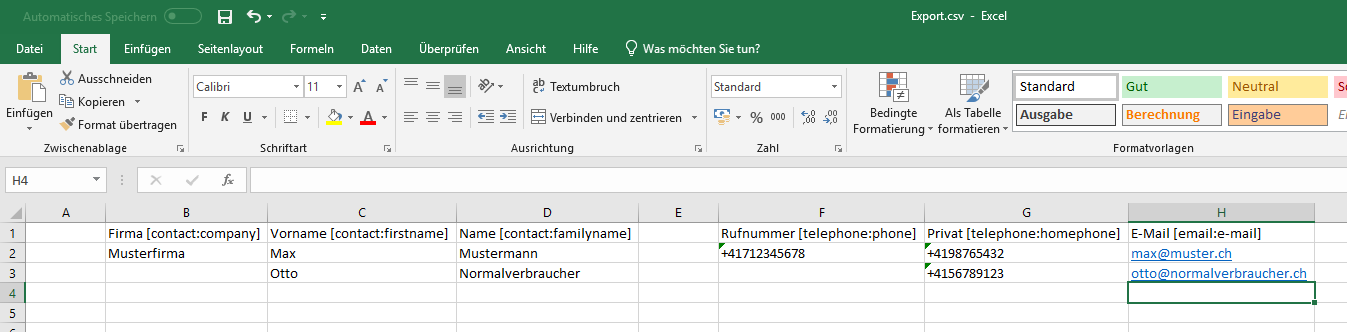 Automatisches Speichern
Export.csv - Excel
Datei Start Einfügen Seitenlayout Formeln Daten Überprüfen Ansicht Hilfe Was möchten Sie tun?
Einfügen
Ausschneiden
Kopieren
Format übertragen
Zwischenablage
Calibri 11 A A
F K U A
Schriftart
ab c Textumbruch
Verbinden und zentrieren
Ausrichtung
Standard
% 000 ,00 ,0 ,00
Zahl
Bedingte Formatierung
Als Tabelle formatieren
Standard Gut Neutral
Ausgabe Berechnung Eingabe
Formatvorlagen
H4 fx
A B C D E F G H
1 Firma [contact:company] Vorname [contact:firstname] Name [contact:familyname] Rufnummer [telephone:phone] Privat [telephone:homephone] E-Mail [email:e-mail]
2 Musterfirma Max Mustermann +41712345678 +4198765432 max@muster.ch
3 Otto Normalverbraucher +4156789123 otto@normalverbraucher.ch
4
5